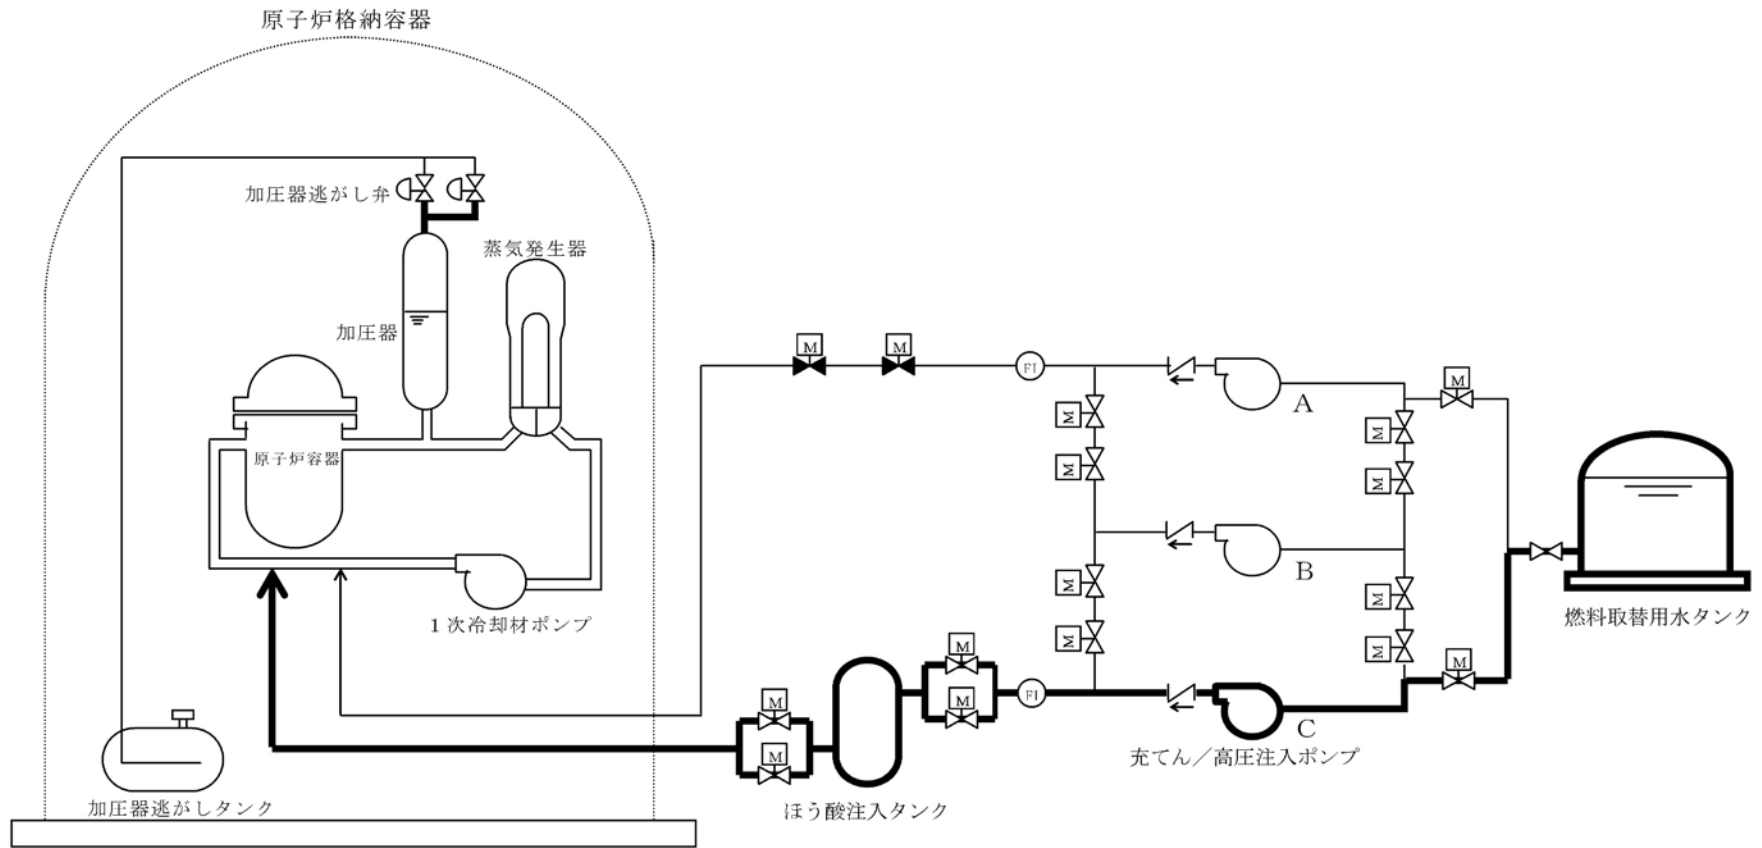 原子炉格納容器
加圧器逃がし弁
蒸気発生器
加圧器
原子炉容器
1次冷却材ポンプ
加圧器逃がしタンク
M
M
FI
A
M
M
M
M
M
B
M
M
M
M
燃料取替用水タンク
M
M
M
M
M
FI
C
充てん／高圧注入ポンプ
ほう酸注入タンク